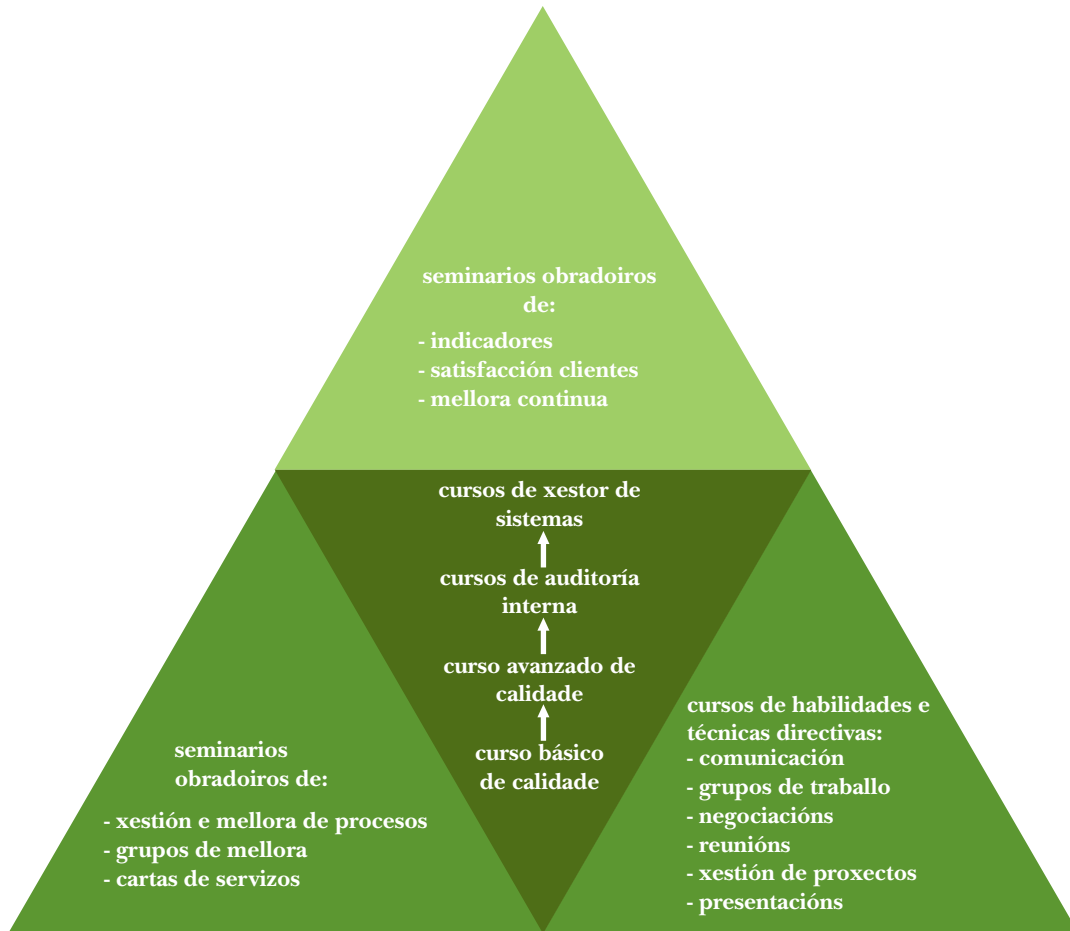 seminarios obradoiros
de:
- indicadores
- satisfacción clientes
- mellora continua
cursos de xestor de
sistemas
cursos de auditoría
interna
curso avanzado de
calidade
curso básico
de calidade
seminarios
obradoiros de:
- xestión e mellora de procesos
- grupos de mellora
- cartas de servizos
cursos de habilidades e
técnicas directivas:
- comunicación
- grupos de traballo
- negociacións
- reunións
- xestión de proxectos
- presentacións